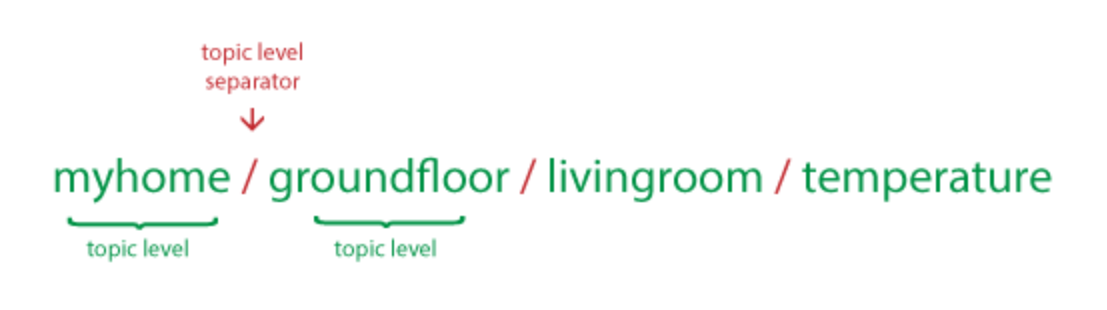 topic level
separator
myhome / groundfloor / livingroom / temperature
topic level
topic level